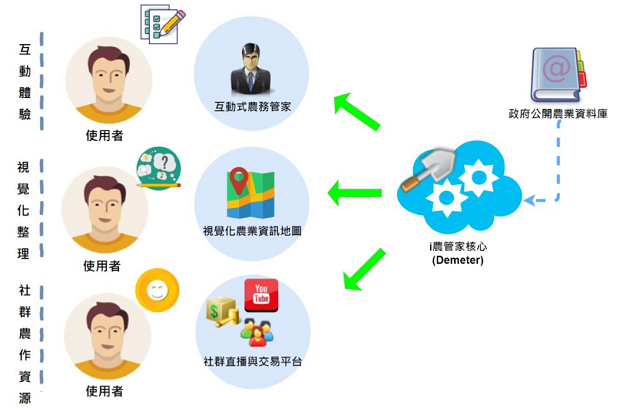 互動體驗
使用者
互動式農務管家
視覺化整理
使用者
?
視覺化農業資訊地圖
社群農作資源
使用者
$
You
Tube
社群直播與交易平台
i農管家核心
(Demeter)
@
政府公開農業資料庫